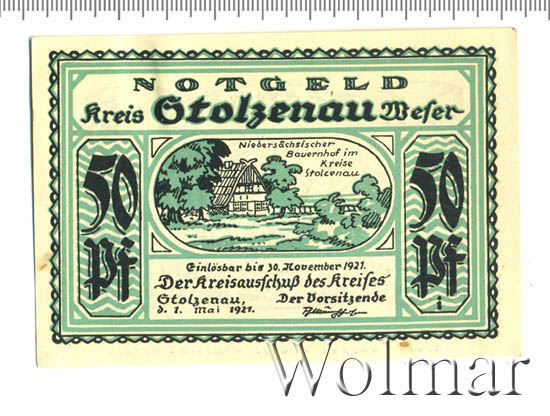 NOTGELD
Kreis Stolzenau Weser
50 Pf
Niedersächsischer
Bauernhof im
Kreise
Stolzenau
50 Pf
Einlösbar bis 30. November 1921.
Der Kreisausschuß des Kreises
Stolzenau, Der Vorsitzende
d. 1. Mai 1921.
Wolmar